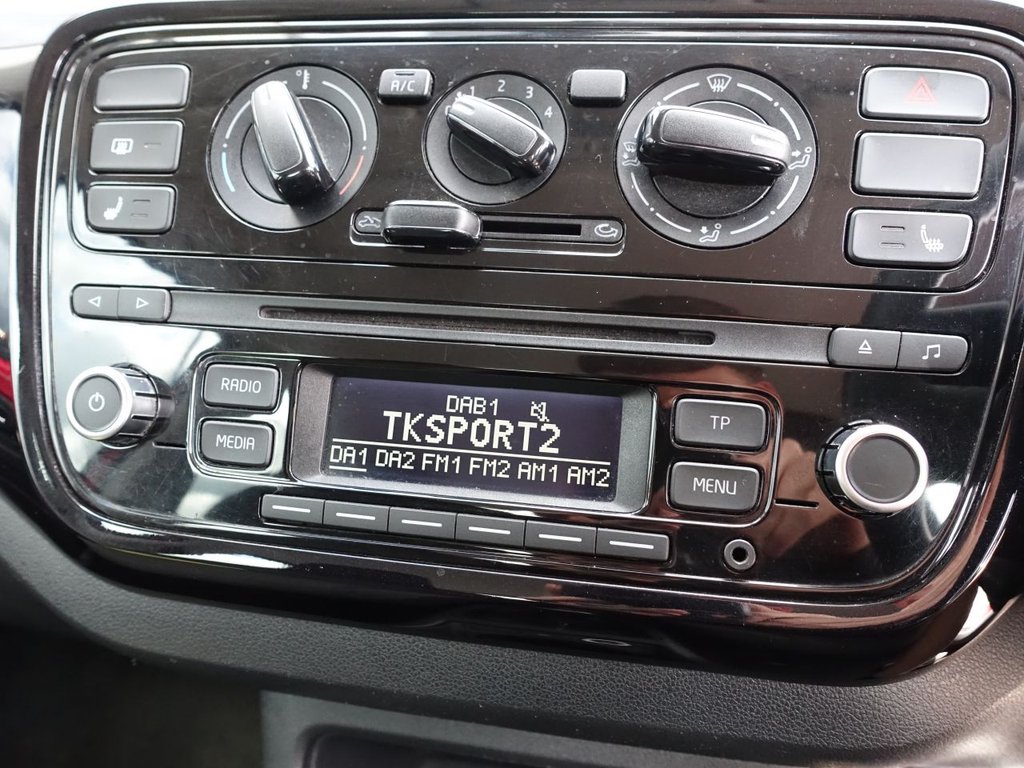 A/C
1 2 3 4
RADIO
MEDIA
DAB1
TKSPORT2
DA1 DA2 FM1 FM2 AM1 AM2
TP
MENU